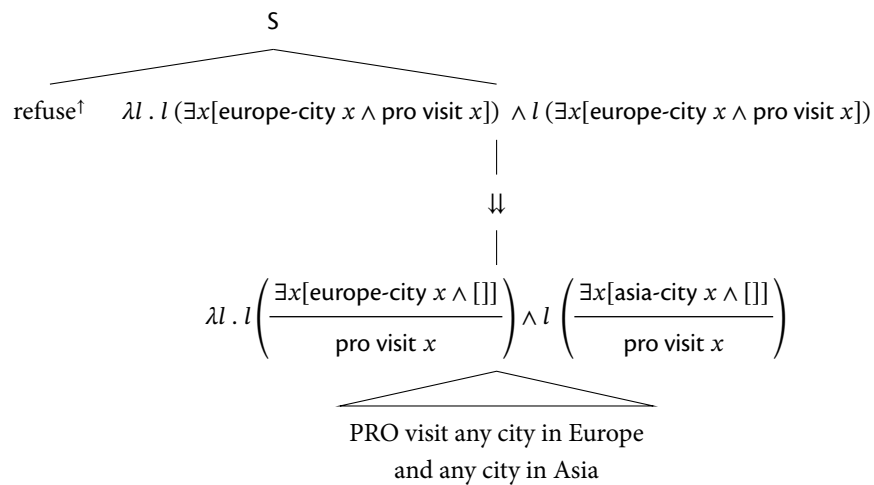 S
refuse↑ λl . l (∃x[europe-city x ∧ pro visit x]) ∧ l (∃x[europe-city x ∧ pro visit x])
⇊
λl . l ( ∃x[europe-city x ∧ []] / pro visit x ) ∧ l ( ∃x[asia-city x ∧ []] / pro visit x )
PRO visit any city in Europe
and any city in Asia